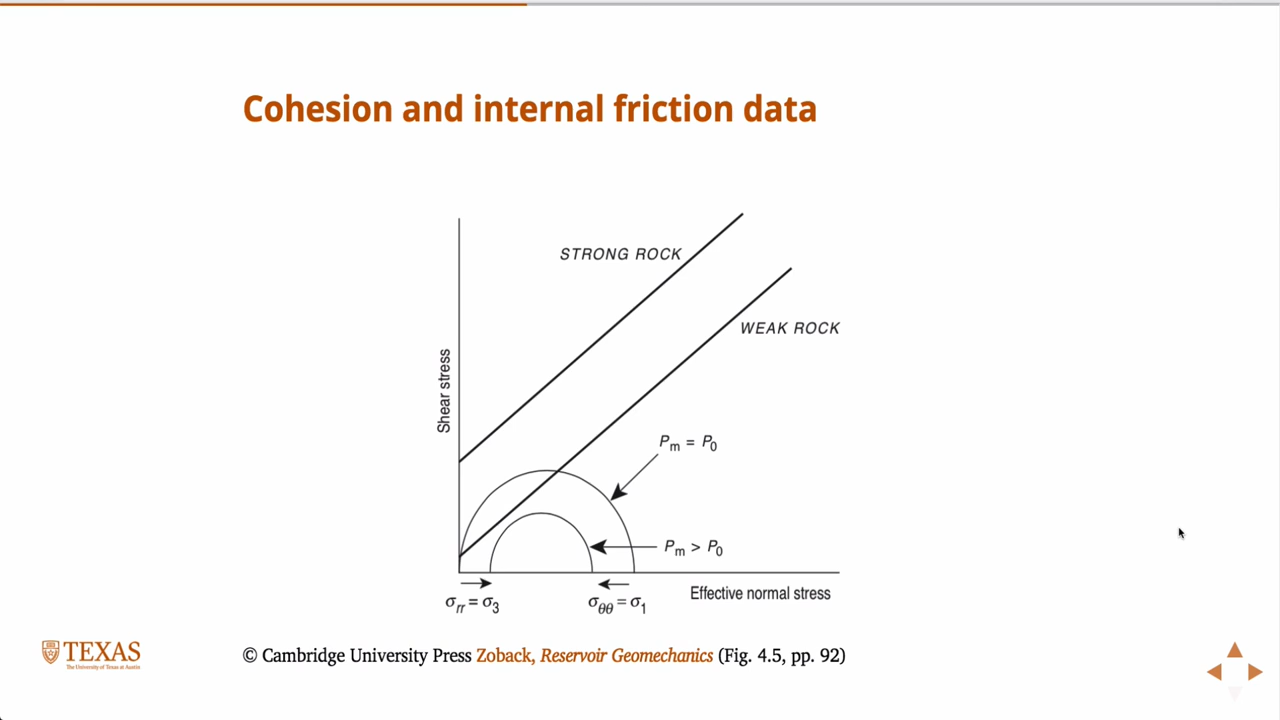 Cohesion and internal friction data
STRONG ROCK
WEAK ROCK
Shear stress
Pm = P0
Pm > P0
σrr = σ3
σθθ = σ1
Effective normal stress
TEXAS
The University of Texas at Austin
© Cambridge University Press Zoback, Reservoir Geomechanics (Fig. 4.5, pp. 92)